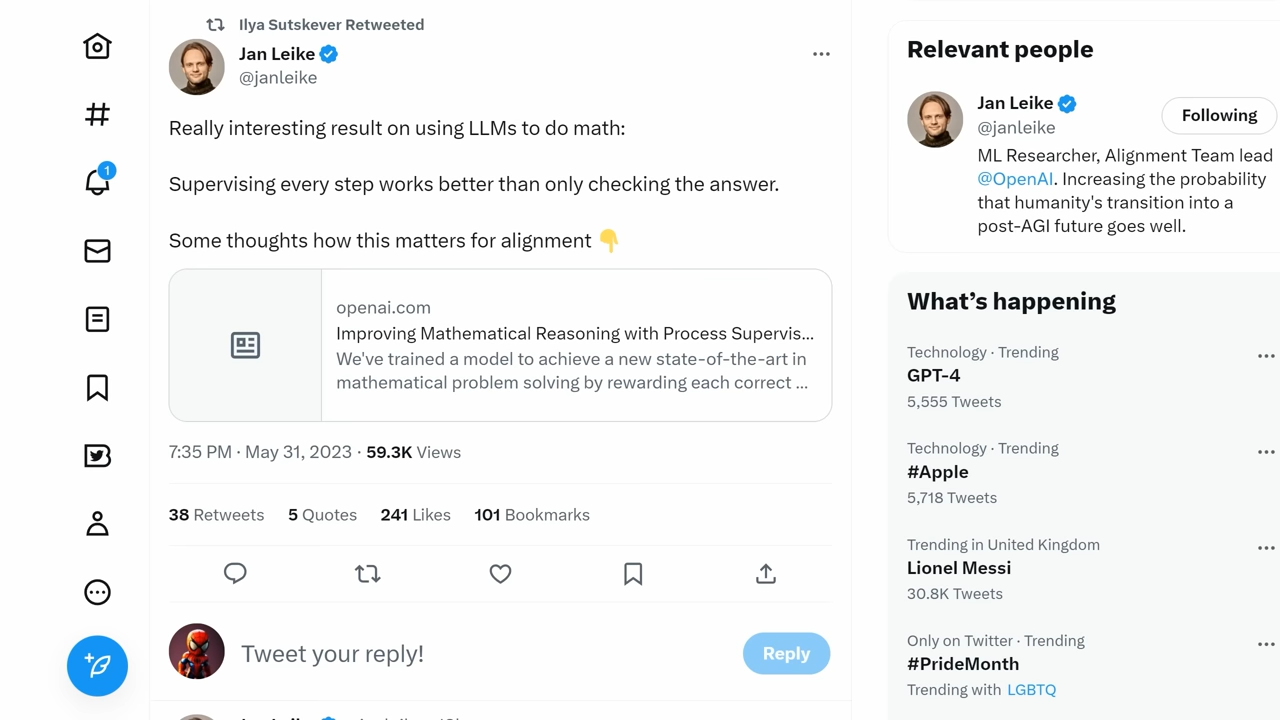 Ilya Sutskever Retweeted
Jan Leike
@janleike
Really interesting result on using LLMs to do math:
Supervising every step works better than only checking the answer.
Some thoughts how this matters for alignment 👇
openai.com
Improving Mathematical Reasoning with Process Supervis...
We've trained a model to achieve a new state-of-the-art in
mathematical problem solving by rewarding each correct ...
7:35 PM · May 31, 2023 · 59.3K Views
38 Retweets 5 Quotes 241 Likes 101 Bookmarks
Tweet your reply!
Reply
1
Relevant people
Jan Leike
@janleike
Following
ML Researcher, Alignment Team lead
@OpenAI. Increasing the probability
that humanity's transition into a
post-AGI future goes well.
What's happening
Technology · Trending
GPT-4
5,555 Tweets
Technology · Trending
#Apple
5,718 Tweets
Trending in United Kingdom
Lionel Messi
30.8K Tweets
Only on Twitter · Trending
#PrideMonth
Trending with LGBTQ